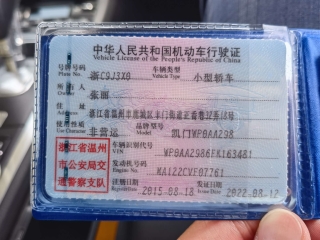 中华人民共和国机动车行驶证
Vehicle License of the People's Republic of China
号牌号码 浙C9J3X9 车辆类型 小型轿车
Plate No. Vehicle Type
所有人 张丽
Owner
住址 浙江省温州市鹿城区
Address
使用性质 非营运 品牌型号
Use Character Model
浙江省温州
市公安局交
通警察支队
车辆识别代号
VIN
发动机号码
Engine No.
注册日期 2015-08-18 发证日期 2022-08-12
Register Date Issue Date